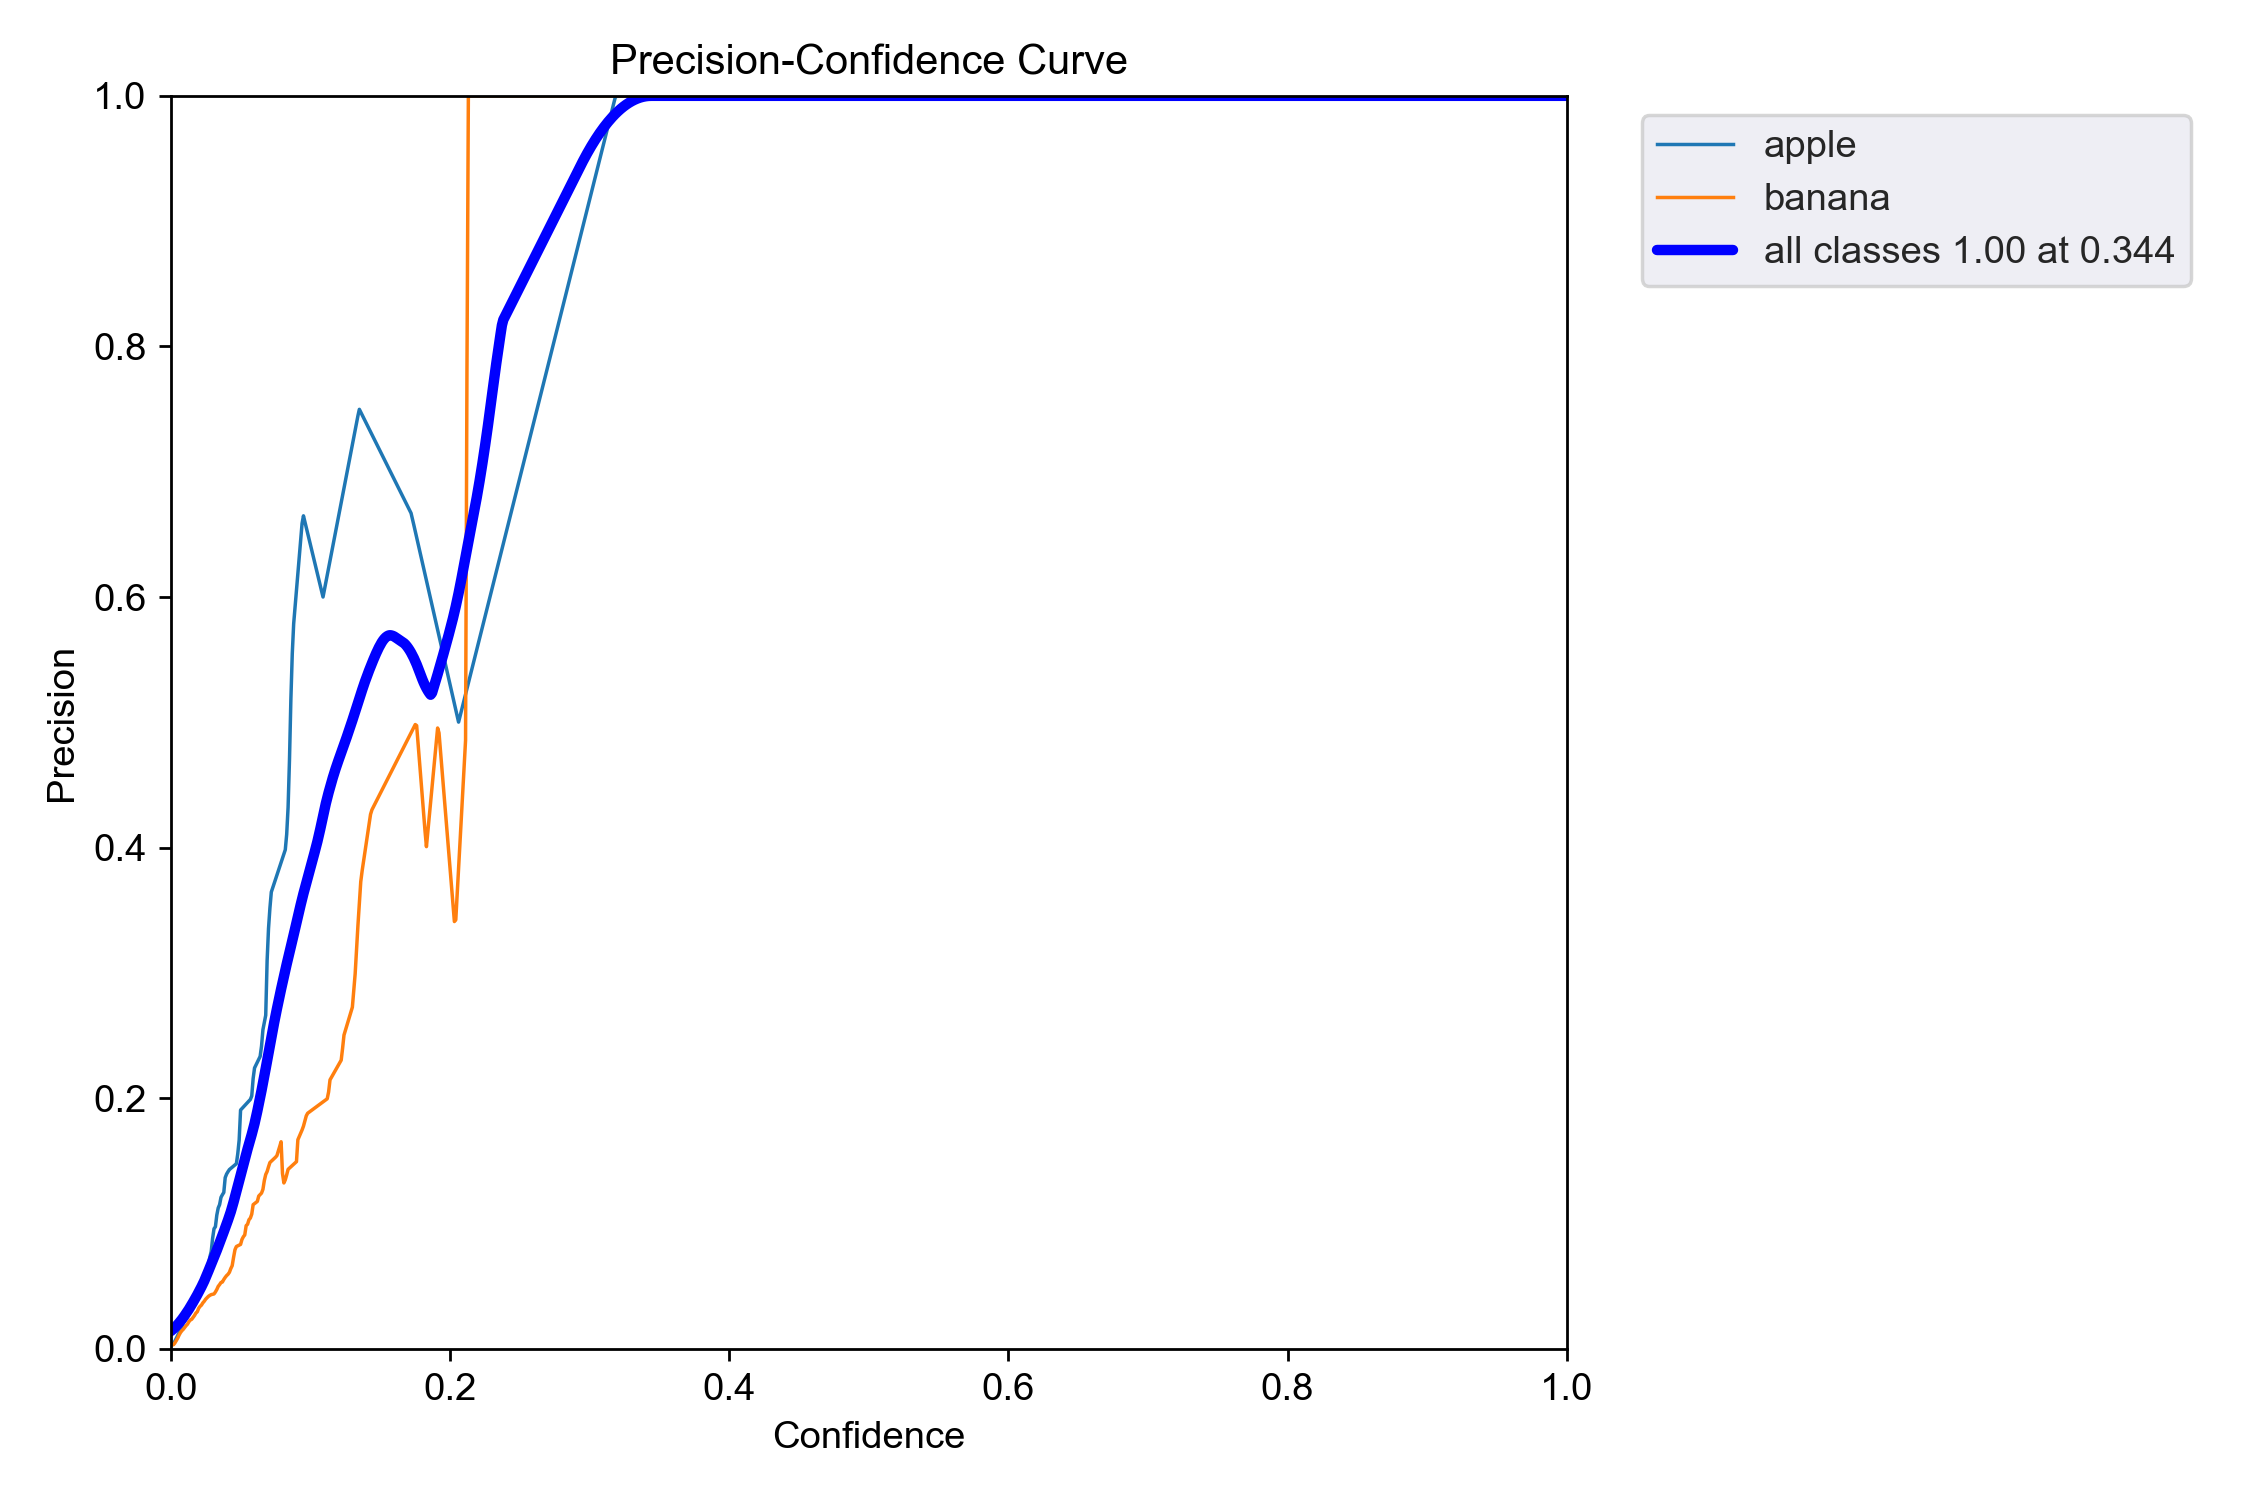 Precision-Confidence Curve
1.0
0.8
0.6
0.4
0.2
0.0
Precision
0.0 0.2 0.4 0.6 0.8 1.0
Confidence
apple
banana
all classes 1.00 at 0.344